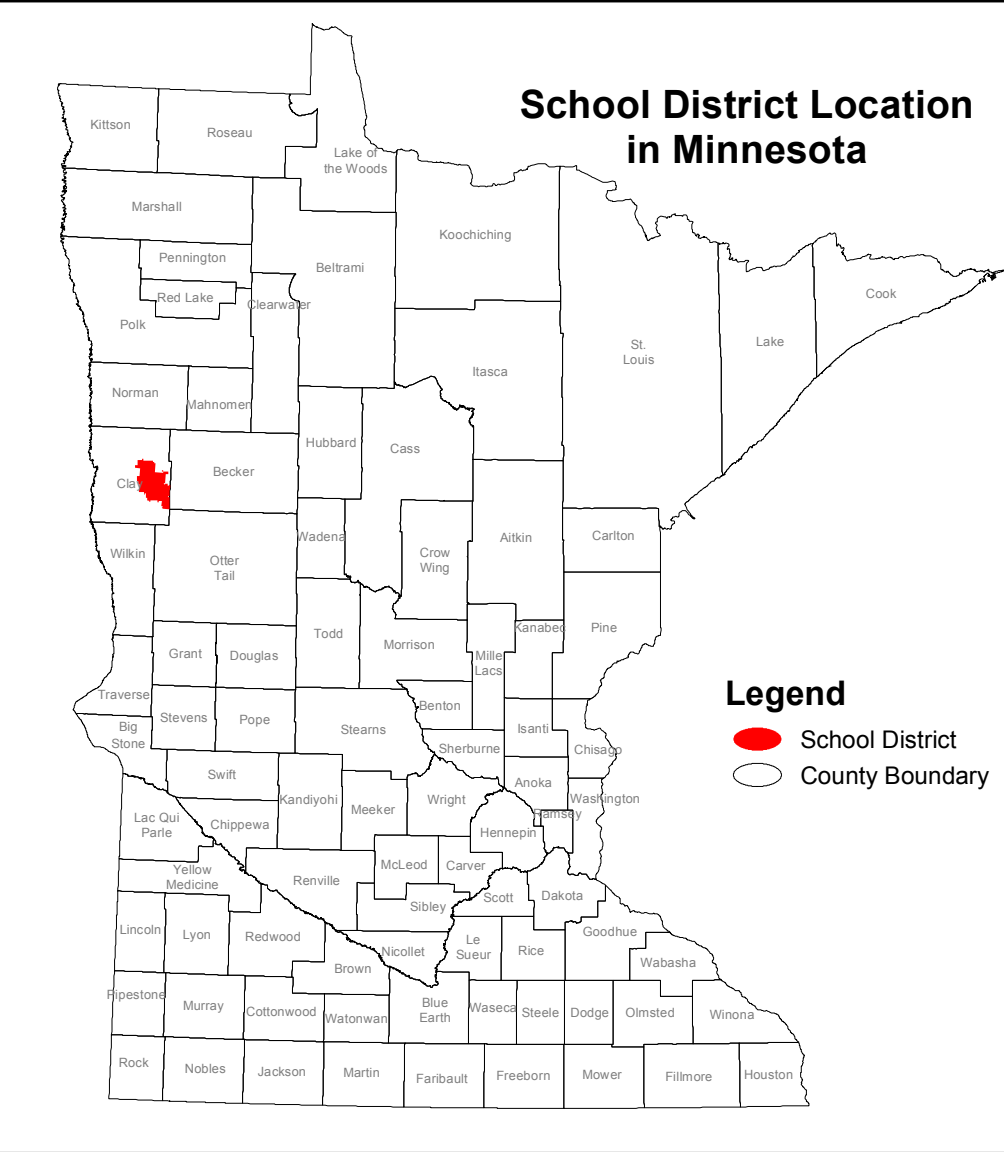 School District Location
in Minnesota
Kittson
Roseau
Lake of
the Woods
Marshall
Koochiching
Pennington
Beltrami
Red Lake
Clearwater
Cook
Polk
St.
Louis
Lake
Itasca
Norman
Mahnomen
Hubbard
Cass
Clay
Becker
Wadena
Aitkin
Carlton
Wilkin
Otter
Tail
Crow
Wing
Todd
Morrison
Kanabec
Pine
Grant
Douglas
Mille
Lacs
Traverse
Stevens
Pope
Stearns
Benton
Big
Stone
Isanti
Sherburne
Chisago
Swift
Kandiyohi
Meeker
Wright
Anoka
Washington
Ramsey
Lac Qui
Parle
Chippewa
Hennepin
Yellow
Medicine
Renville
McLeod
Carver
Scott
Dakota
Sibley
Lincoln
Lyon
Redwood
Nicollet
Le
Sueur
Rice
Goodhue
Brown
Wabasha
Pipestone
Murray
Cottonwood
Watonwan
Blue
Earth
Waseca
Steele
Dodge
Olmsted
Winona
Rock
Nobles
Jackson
Martin
Faribault
Freeborn
Mower
Fillmore
Houston
Legend
School District
County Boundary